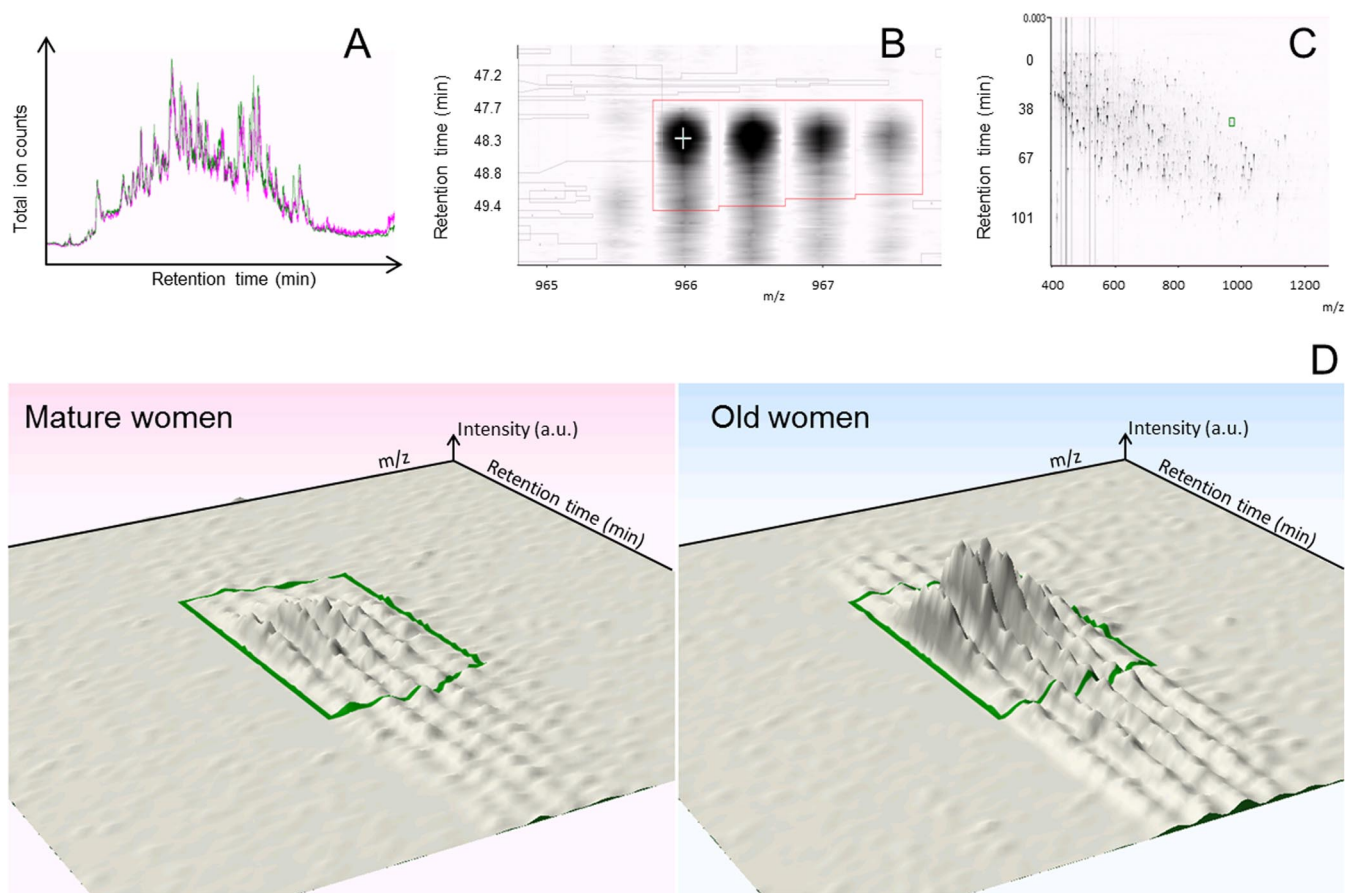 A
Total ion counts
Retention time (min)
B
Retention time (min)
47.2
47.7
48.3
48.8
49.4
965 966 967
m/z
C
Retention time (min)
0.003
0
38
67
101
400 600 800 1000 1200
m/z
D
Mature women
Intensity (a.u.)
m/z
Retention time (min)
Old women
Intensity (a.u.)
m/z
Retention time (min)